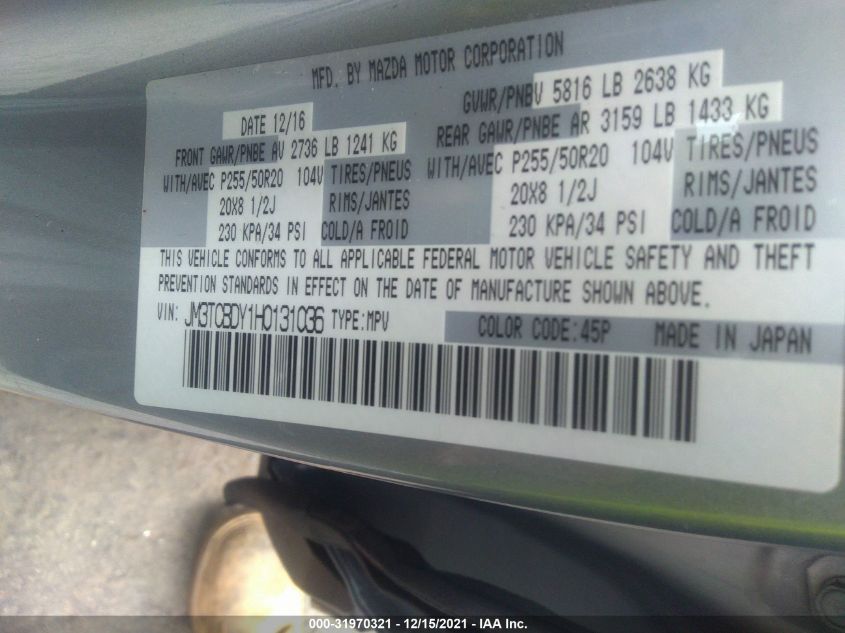 MFD. BY MAZDA MOTOR CORPORATION
DATE 12/16
GVWR/PNBV 5816 LB 2638 KG
FRONT GAWR/PNBE AV 2736 LB 1241 KG
REAR GAWR/PNBE AR 3159 LB 1433 KG
WITH/AVEC P255/50R20 104V TIRES/PNEUS
WITH/AVEC P255/50R20 104V TIRES/PNEUS
20X8 1/2J RIMS/JANTES
20X8 1/2J RIMS/JANTES
230 KPA/34 PSI COLD/A FROID
230 KPA/34 PSI COLD/A FROID
THIS VEHICLE CONFORMS TO ALL APPLICABLE FEDERAL MOTOR VEHICLE SAFETY AND THEFT
PREVENTION STANDARDS IN EFFECT ON THE DATE OF MANUFACTURE SHOWN ABOVE.
VIN: JM3TCBDY1H0131036 TYPE:MPV
COLOR CODE:45P MADE IN JAPAN
000-31970321 - 12/15/2021 - IAA Inc.